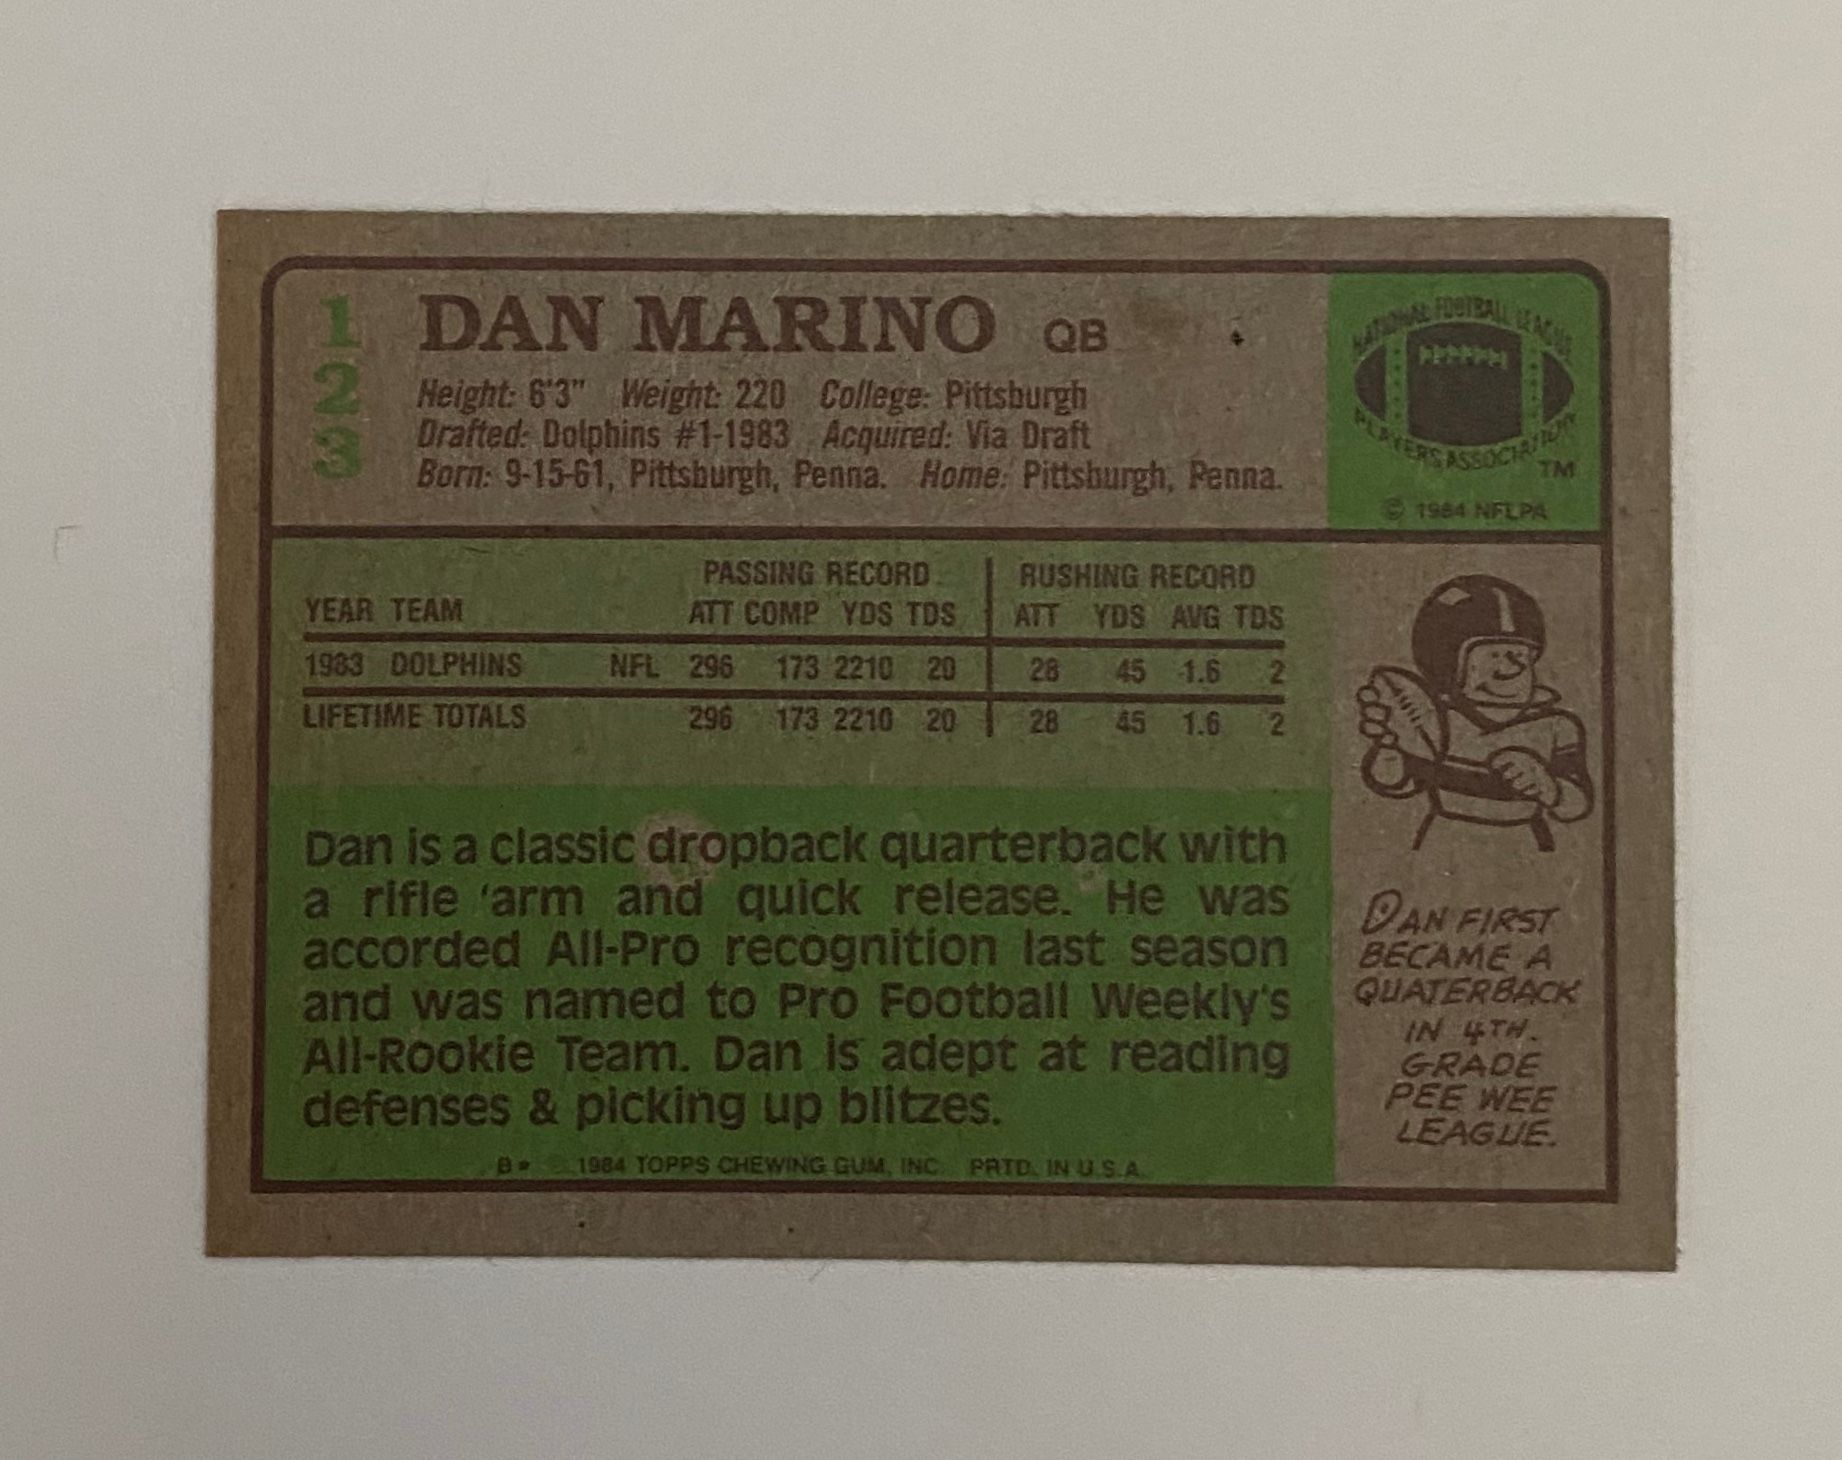 1
2
3
DAN MARINO QB
Height: 6'3" Weight: 220 College: Pittsburgh
Drafted: Dolphins #1-1983 Acquired: Via Draft
Born: 9-15-61, Pittsburgh, Penna. Home: Pittsburgh, Penna.
NATIONAL FOOTBALL LEAGUE
PLAYERS ASSOCIATION
TM
© 1984 NFLPA
PASSING RECORD RUSHING RECORD
YEAR TEAM ATT COMP YDS TDS ATT YDS AVG TDS
1983 DOLPHINS NFL 296 173 2210 20 28 45 1.6 2
LIFETIME TOTALS 296 173 2210 20 28 45 1.6 2
Dan is a classic dropback quarterback with
a rifle 'arm and quick release. He was
accorded All-Pro recognition last season
and was named to Pro Football Weekly's
All-Rookie Team. Dan is adept at reading
defenses & picking up blitzes.
B* 1984 TOPPS CHEWING GUM, INC. PRTD. IN U.S.A.
DAN FIRST
BECAME A
QUATERBACK
IN 4TH.
GRADE
PEE WEE
LEAGUE.